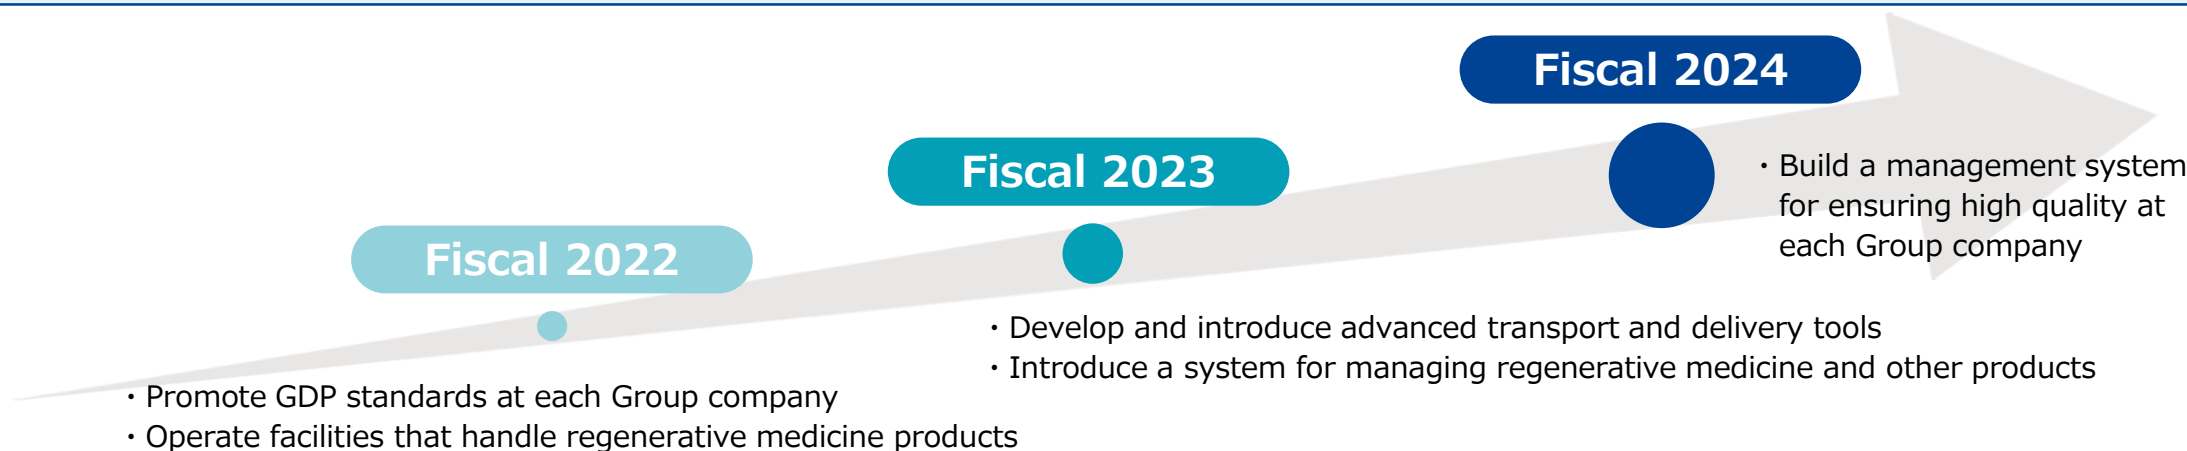 Fiscal 2022
・Promote GDP standards at each Group company
・Operate facilities that handle regenerative medicine products
Fiscal 2023
・Develop and introduce advanced transport and delivery tools
・Introduce a system for managing regenerative medicine and other products
Fiscal 2024
・Build a management system
for ensuring high quality at
each Group company